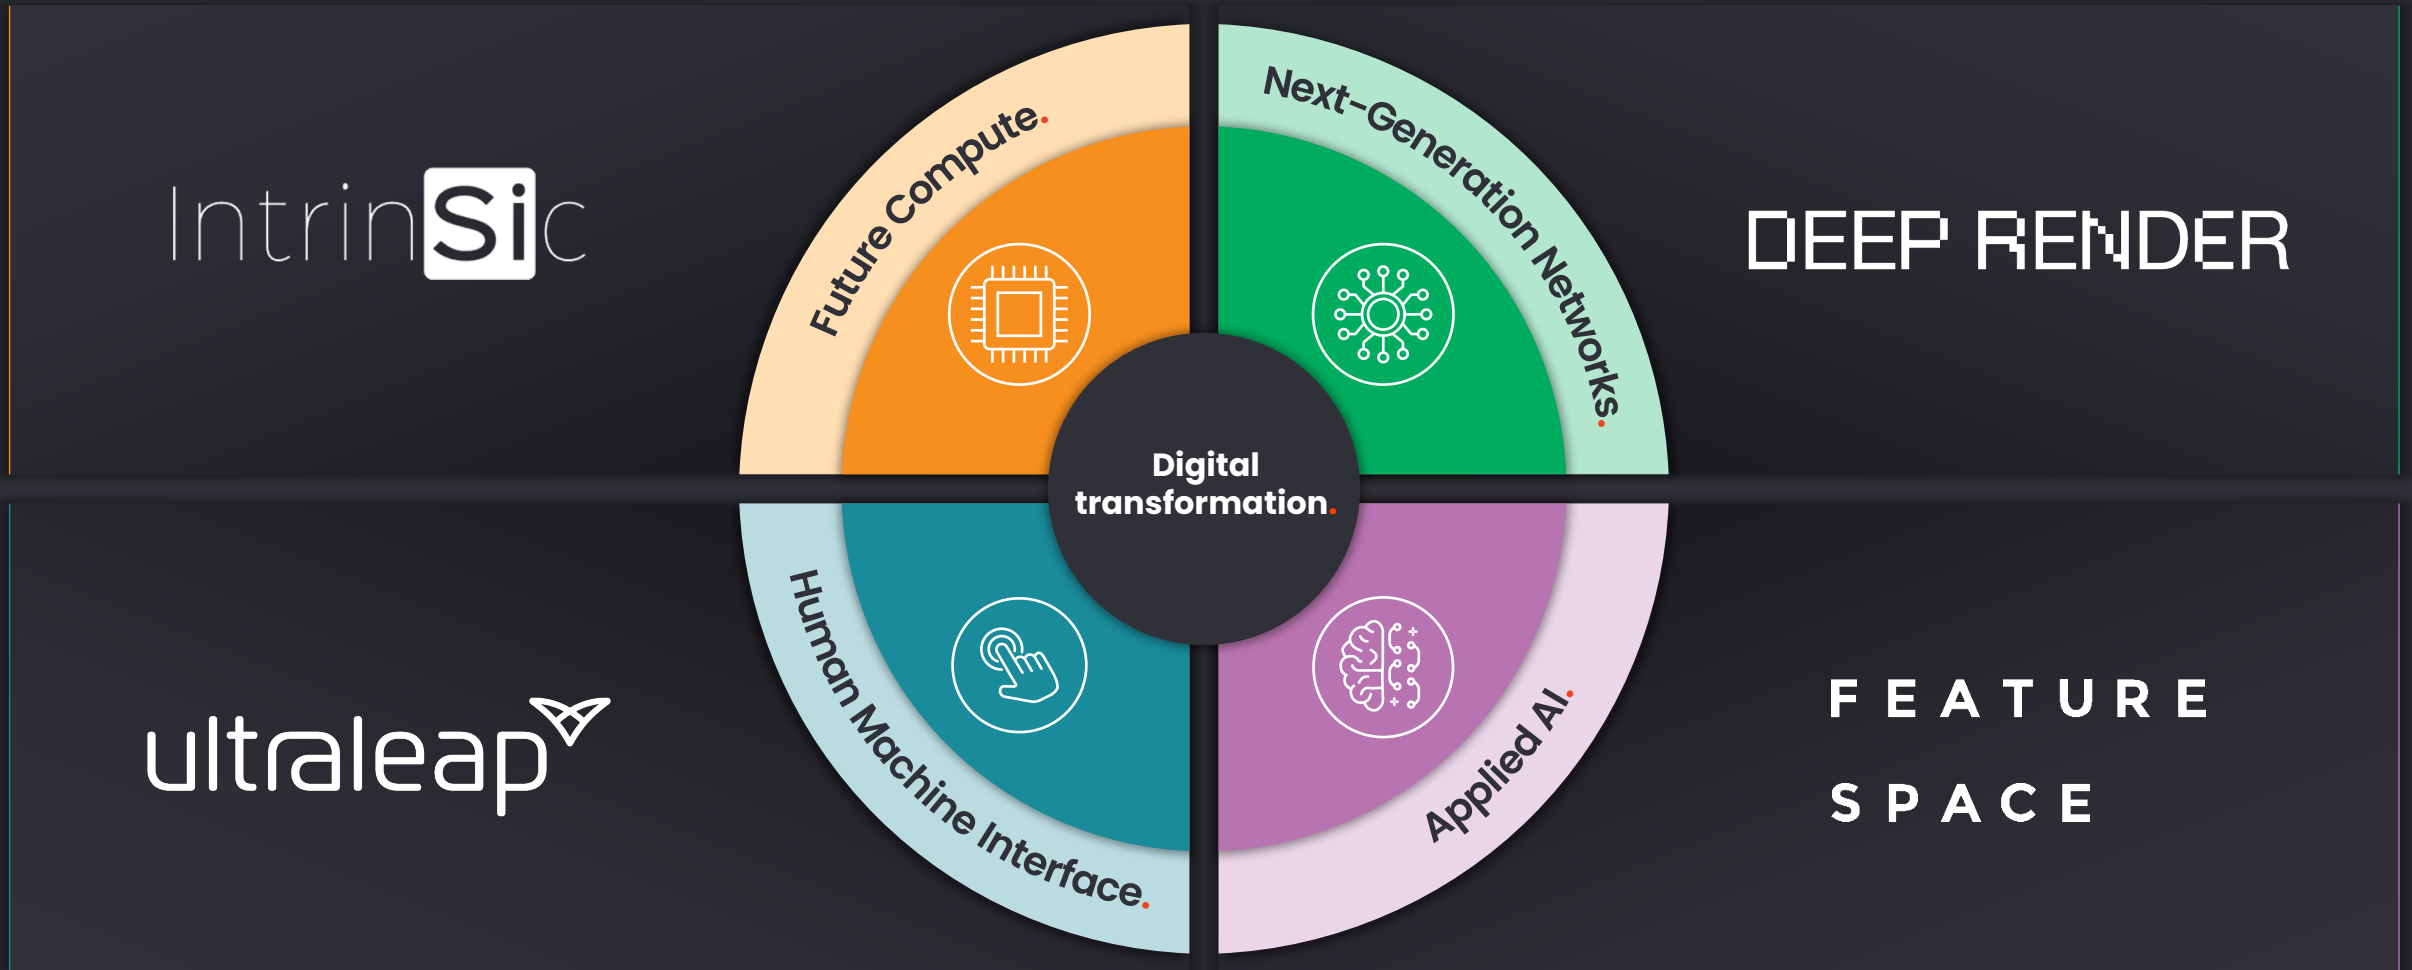 IntrinSic
Future Compute.
Next-Generation Networks.
DEEP RENDER
Digital
transformation.
ultraleap
Human Machine Interface.
Applied AI.
FEATURE
SPACE